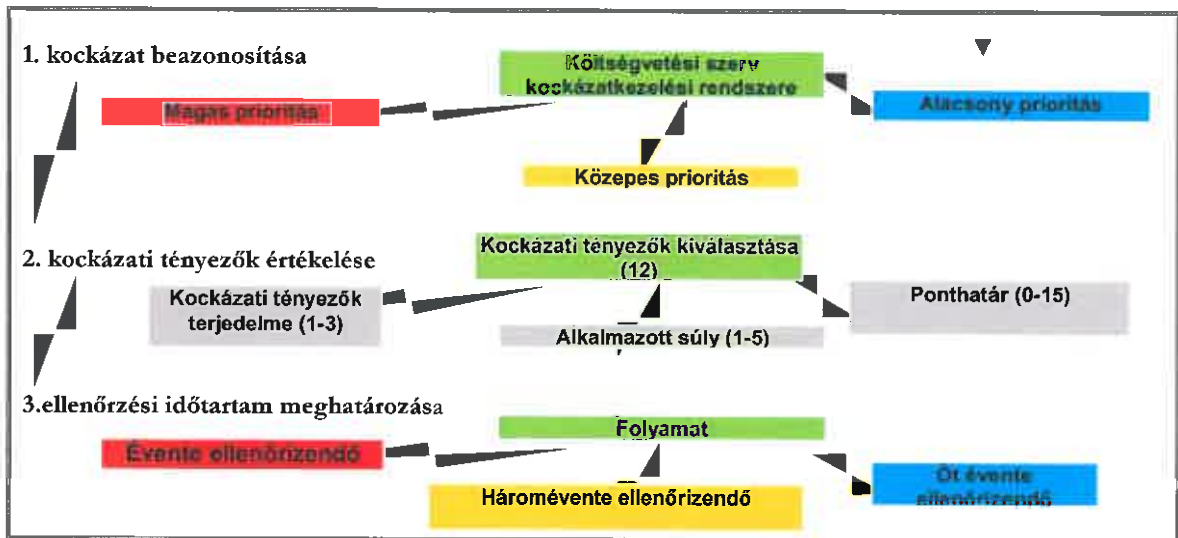 1. kockázat beazonosítása
Költségvetési szerv
kockázatkezelési rendszere
Magas prioritás
Alacsony prioritás
Közepes prioritás
2. kockázati tényezők értékelése
Kockázati tényezők kiválasztása
(12)
Kockázati tényezők
terjedelme (1-3)
Ponthatár (0-15)
Alkalmazott súly (1-5)
3.ellenőrzési időtartam meghatározása
Folyamat
Évente ellenőrizendő
Háromévente ellenőrizendő
Öt évente
ellenőrizendő